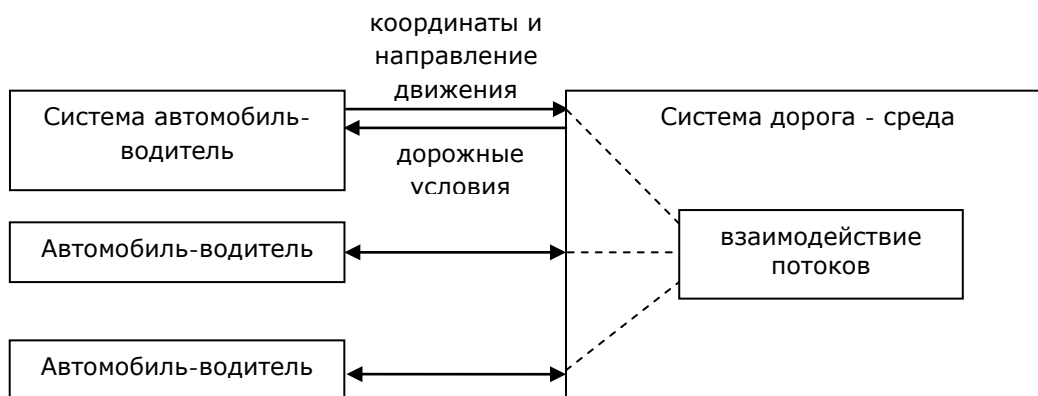 координаты и
направление
движения
Система автомобиль-
водитель
Система дорога - среда
дорожные
условия
Автомобиль-водитель
взаимодействие
потоков
Автомобиль-водитель